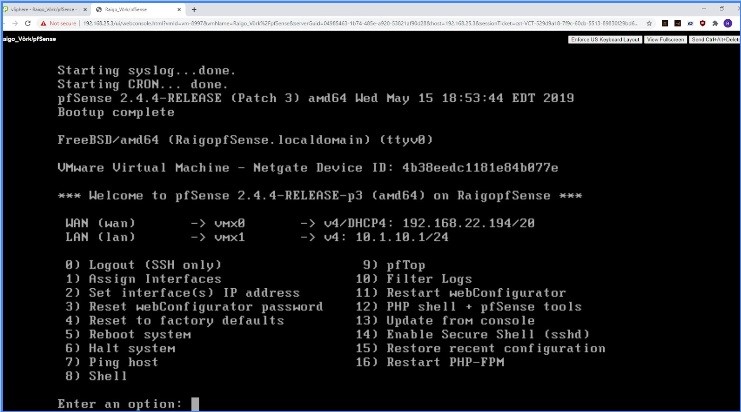 vSphere - Raigo_Võrk/pfSense -
Raigo_Võrk/pfSense
Not secure
Raigo_Võrk/pfSense
Enforce US Keyboard Layout View Fullscreen Send Ctrl+Alt+Delete
Starting syslog...done.
Starting CRON... done.
pfSense 2.4.4-RELEASE (Patch 3) amd64 Wed May 15 18:53:44 EDT 2019
Bootup complete
FreeBSD/amd64 (RaigopfSense.localdomain) (ttyv0)
VMware Virtual Machine - Netgate Device ID: 4b38eedc1181e84b077e
*** Welcome to pfSense 2.4.4-RELEASE-p3 (amd64) on RaigopfSense ***
WAN (wan) -> vmx0 -> v4/DHCP4: 192.168.22.194/20
LAN (lan) -> vmx1 -> v4: 10.1.10.1/24
0) Logout (SSH only) 9) pfTop
1) Assign Interfaces 10) Filter Logs
2) Set interface(s) IP address 11) Restart webConfigurator
3) Reset webConfigurator password 12) PHP shell + pfSense tools
4) Reset to factory defaults 13) Update from console
5) Reboot system 14) Enable Secure Shell (sshd)
6) Halt system 15) Restore recent configuration
7) Ping host 16) Restart PHP-FPM
8) Shell
Enter an option: